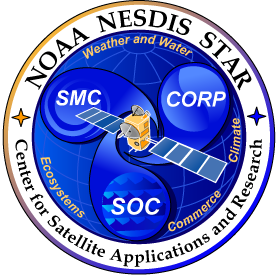 NOAA NESDIS STAR
Weather and Water
SMC
CORP
Climate
Ecosystems
SOC
Commerce
Center for Satellite Applications and Research